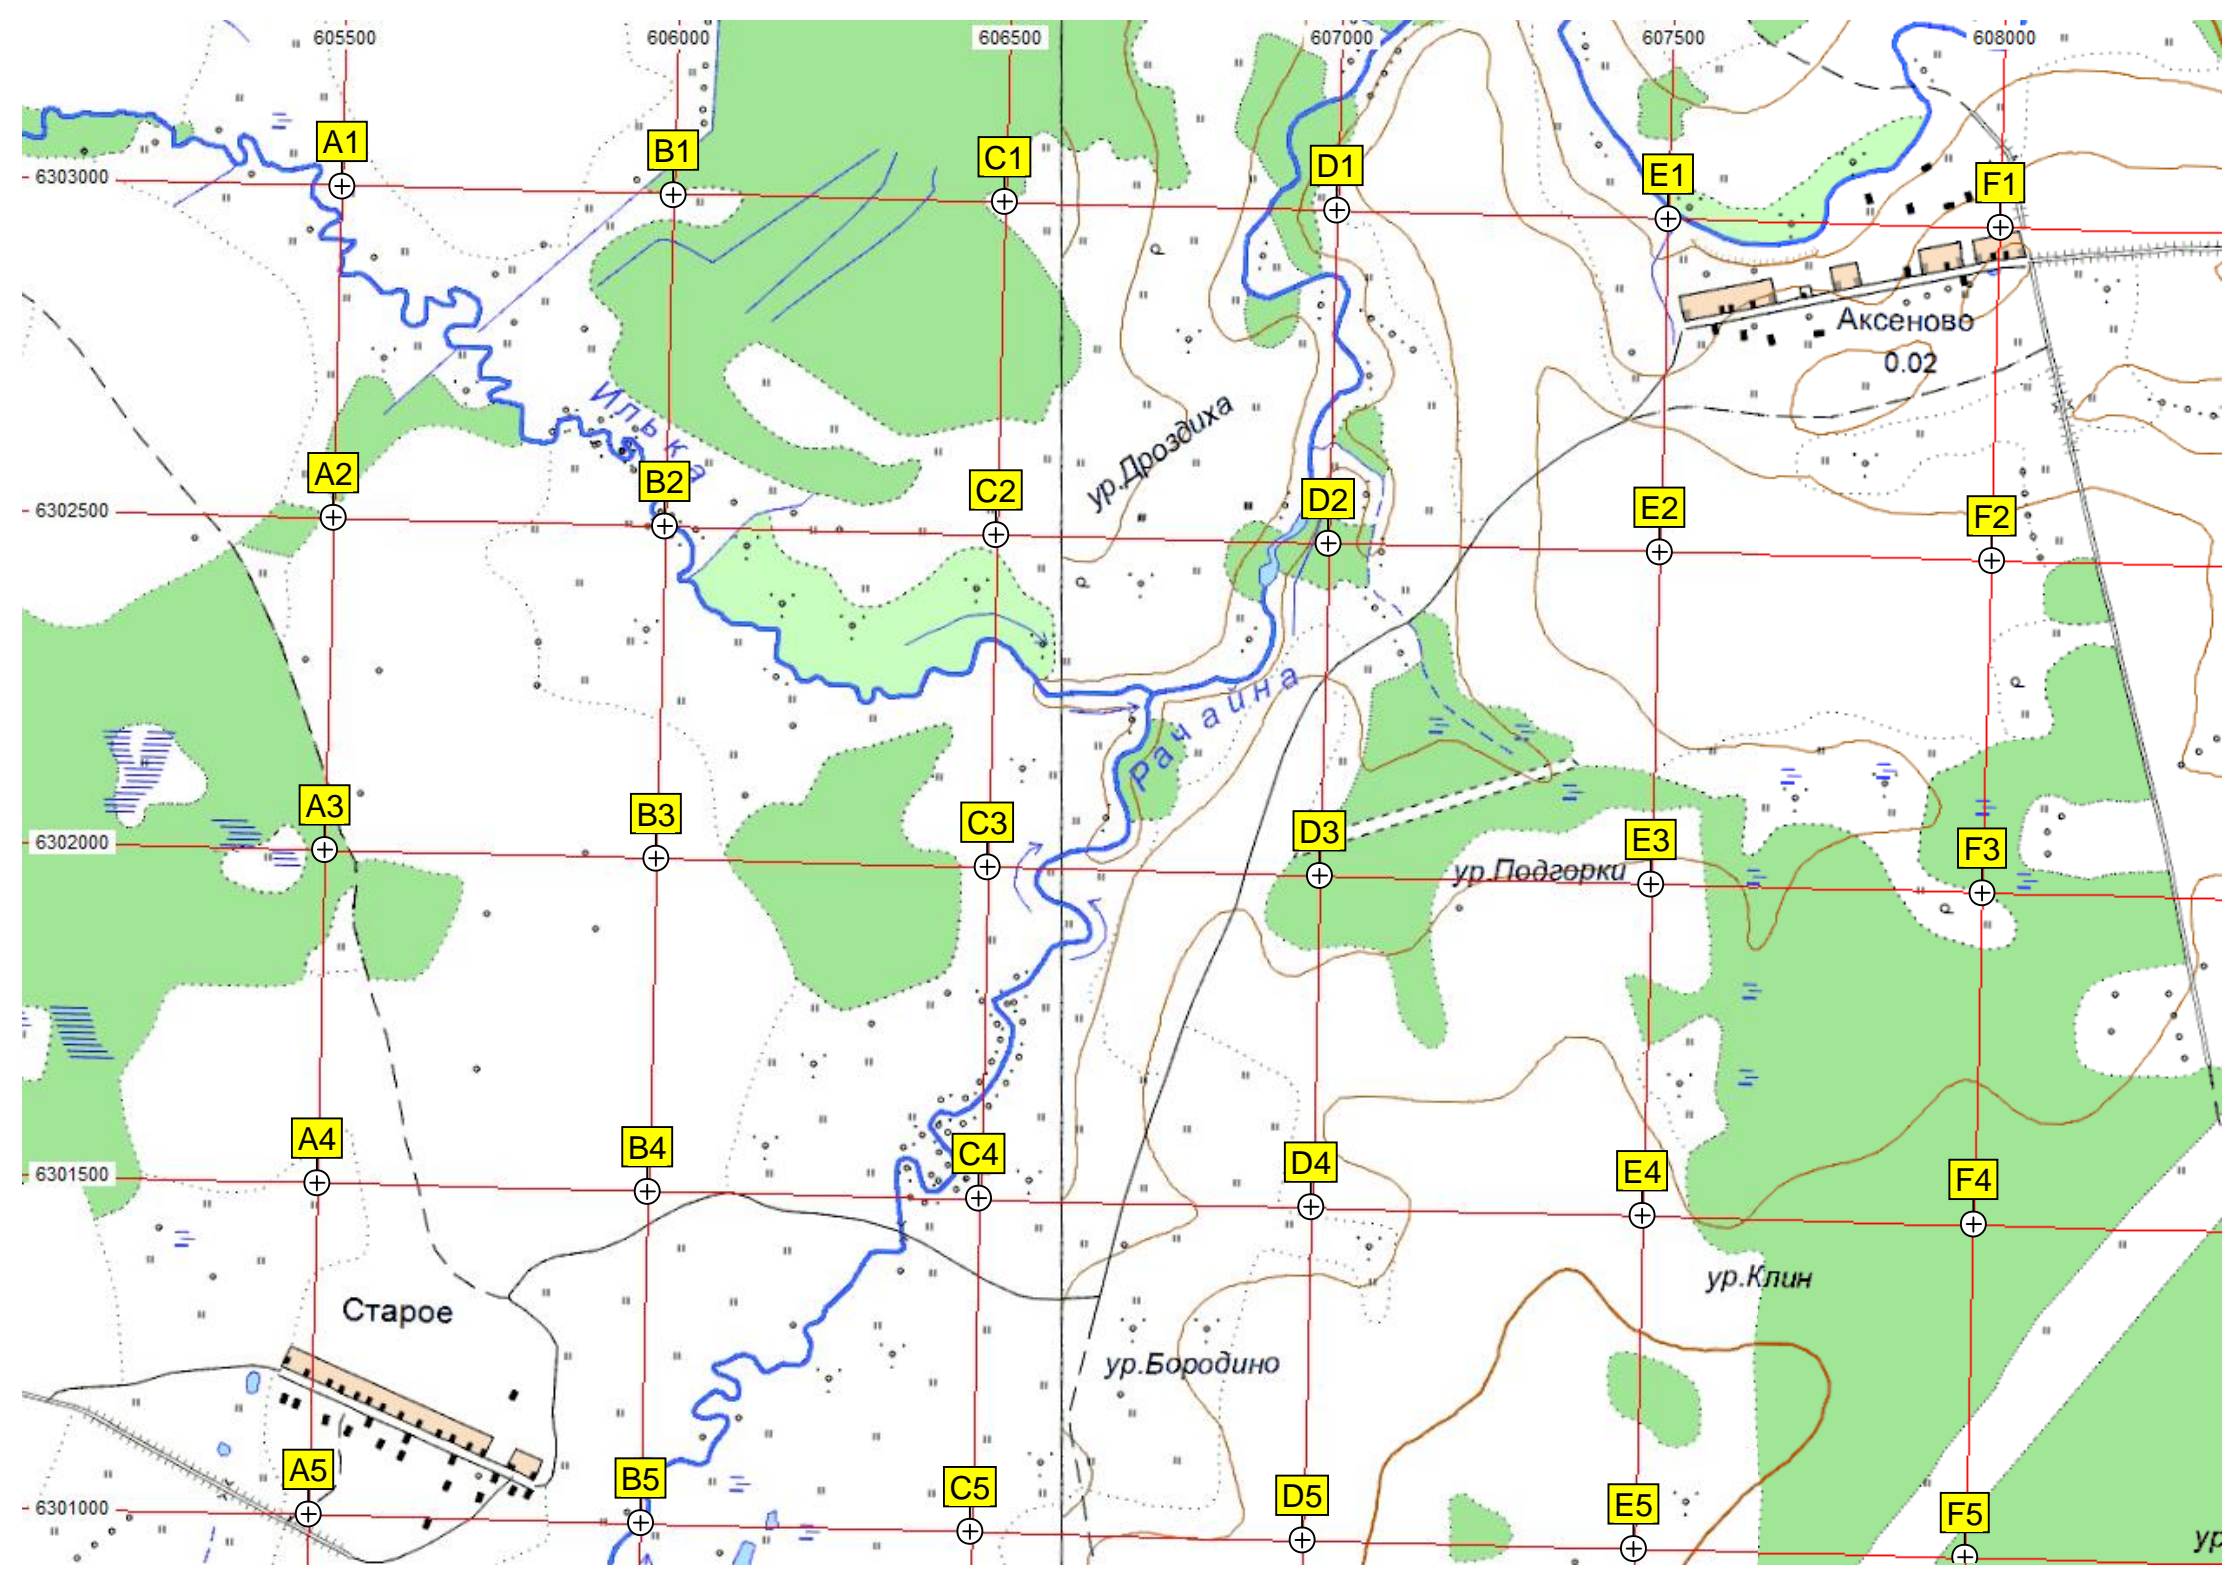 605500 606000 606500 607000 607500 608000
A1 B1 C1 D1 E1 F1
6303000
Аксеново
0.02
Илька
ур.Дроздиха
A2 B2 C2 D2 E2 F2
6302500
Рачайна
A3 B3 C3 D3 E3 F3
6302000
ур.Подгорки
A4 B4 C4 D4 E4 F4
6301500
ур.Клин
Старое
ур.Бородино
A5 B5 C5 D5 E5 F5
6301000
ур